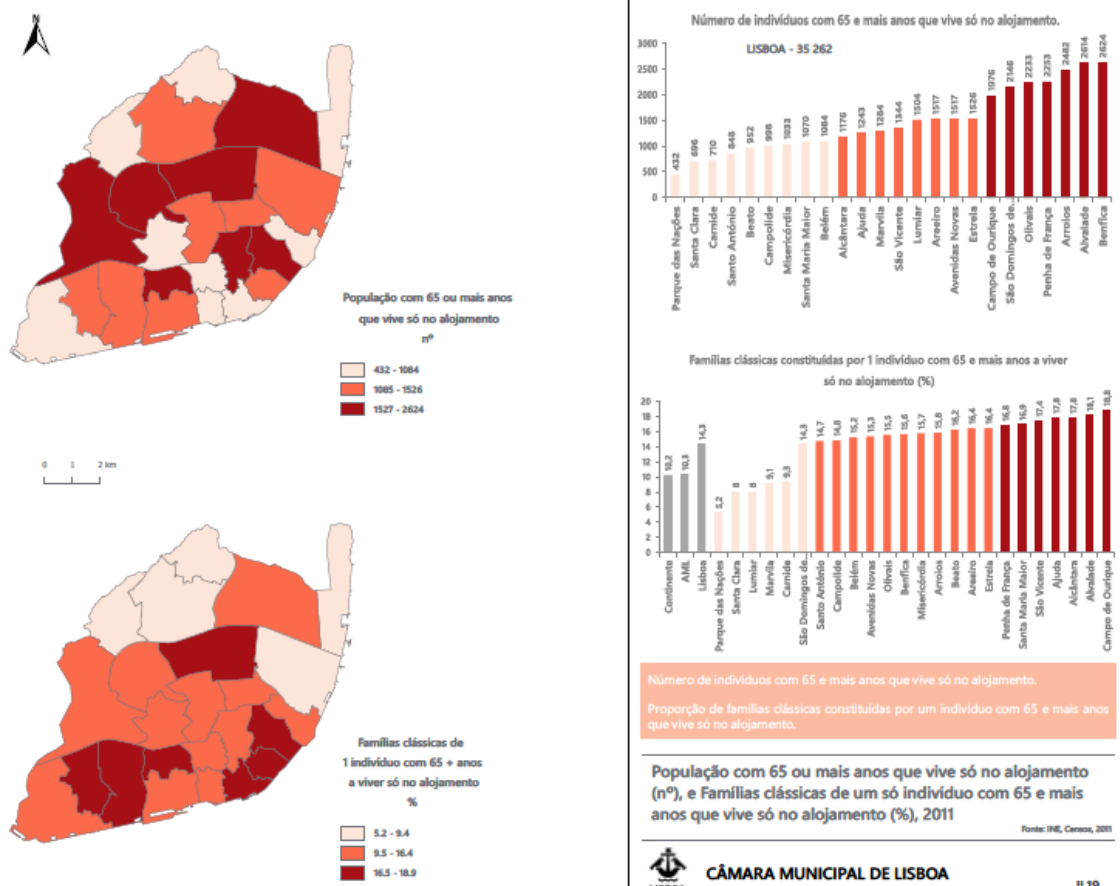 N
População com 65 ou mais anos
que vive só no alojamento
nº
432 - 1084
1085 - 1526
1527 - 2624
0 1 2 km
Famílias clássicas de
1 indivíduo com 65 + anos
a viver só no alojamento
%
5.2 - 9.4
9.5 - 16.4
16.5 - 18.9
Número de indivíduos com 65 e mais anos que vive só no alojamento.
LISBOA - 35 262
3000
2500
2000
1500
1000
500
0
432
696
710
848
952
998
1033
1070
1084
1176
1243
1284
1344
1504
1517
1517
1526
1976
2146
2233
2253
2482
2614
2624
Parque das Nações
Santa Clara
Carnide
Santo António
Beato
Campolide
Misericórdia
Santa Maria Maior
Belém
Alcântara
Ajuda
Marvila
São Vicente
Lumiar
Areeiro
Avenidas Novas
Estrela
Campo de Ourique
São Domingos de…
Olivais
Penha de França
Arroios
Alvalade
Benfica
Famílias clássicas constituídas por 1 indivíduo com 65 e mais anos a viver
só no alojamento (%)
20
18
16
14
12
10
8
6
4
2
0
10,2
10,3
14,3
5,2
8
8
9,1
9,3
14,3
14,7
14,8
15,2
15,3
15,5
15,6
15,7
15,8
16,2
16,4
16,4
16,8
16,9
17,4
17,8
17,8
18,1
18,8
Continente
AML
Lisboa
Parque das Nações
Santa Clara
Lumiar
Marvila
Carnide
São Domingos de…
Santo António
Campolide
Belém
Avenidas Novas
Olivais
Benfica
Misericórdia
Arroios
Beato
Areeiro
Estrela
Penha de França
Santa Maria Maior
São Vicente
Ajuda
Alcântara
Alvalade
Campo de Ourique
Número de indivíduos com 65 e mais anos que vive só no alojamento.
Proporção de famílias clássicas constituídas por um indivíduo com 65 e mais anos
que vive só no alojamento.
População com 65 ou mais anos que vive só no alojamento
(nº), e Famílias clássicas de um só indivíduo com 65 e mais
anos que vive só no alojamento (%), 2011
Fonte: INE, Censos, 2011
CÂMARA MUNICIPAL DE LISBOA